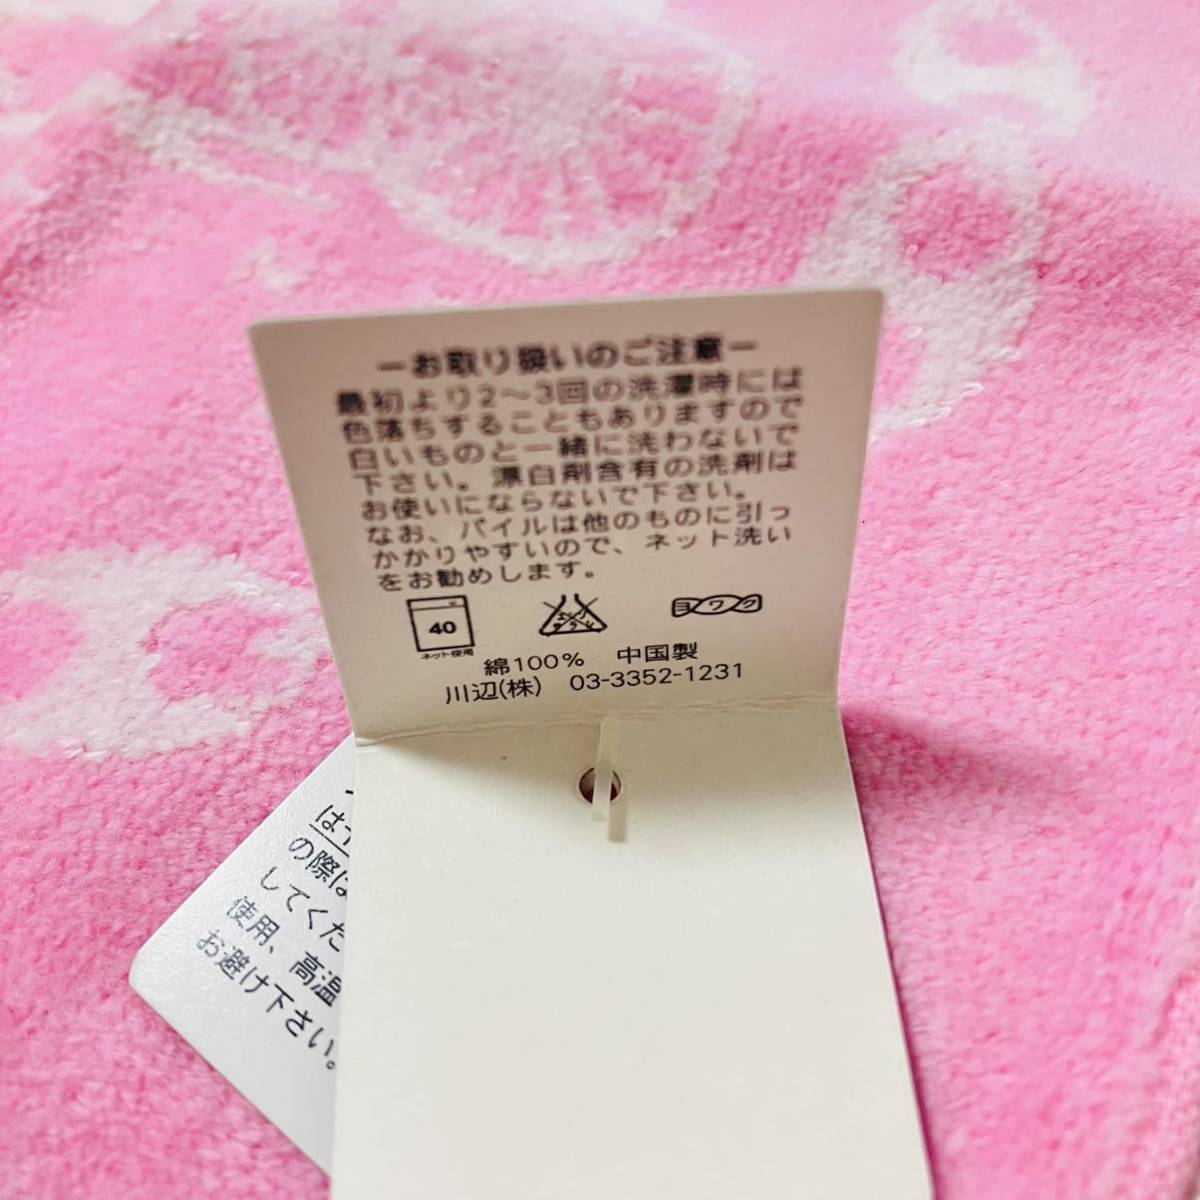 ーお取り扱いのご注意ー
最初より2〜3回の洗濯時には
色落ちすることもありますので
白いものと一緒に洗わないで
下さい。漂白剤含有の洗剤は
お使いにならないで下さい。
なお、パイルは他のものに引っ
かかりやすいので、ネット洗い
をお勧めします。
40
ネット使用
エンソ
サラシ
ヨワク
綿100% 中国製
川辺(株) 03-3352-1231
は
の際は
してくだ
使用、高温
お避け下さい。